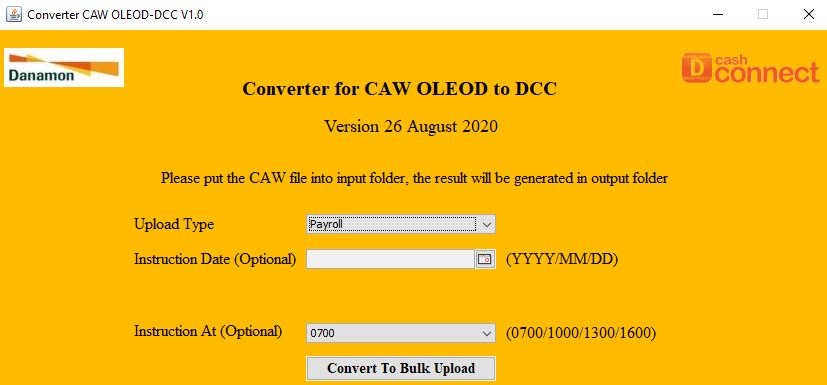 Converter CAW OLEOD-DCC V1.0
Danamon
D cash connect
Converter for CAW OLEOD to DCC
Version 26 August 2020
Please put the CAW file into input folder, the result will be generated in output folder
Upload Type Payroll
Instruction Date (Optional) (YYYY/MM/DD)
Instruction At (Optional) 0700 (0700/1000/1300/1600)
Convert To Bulk Upload